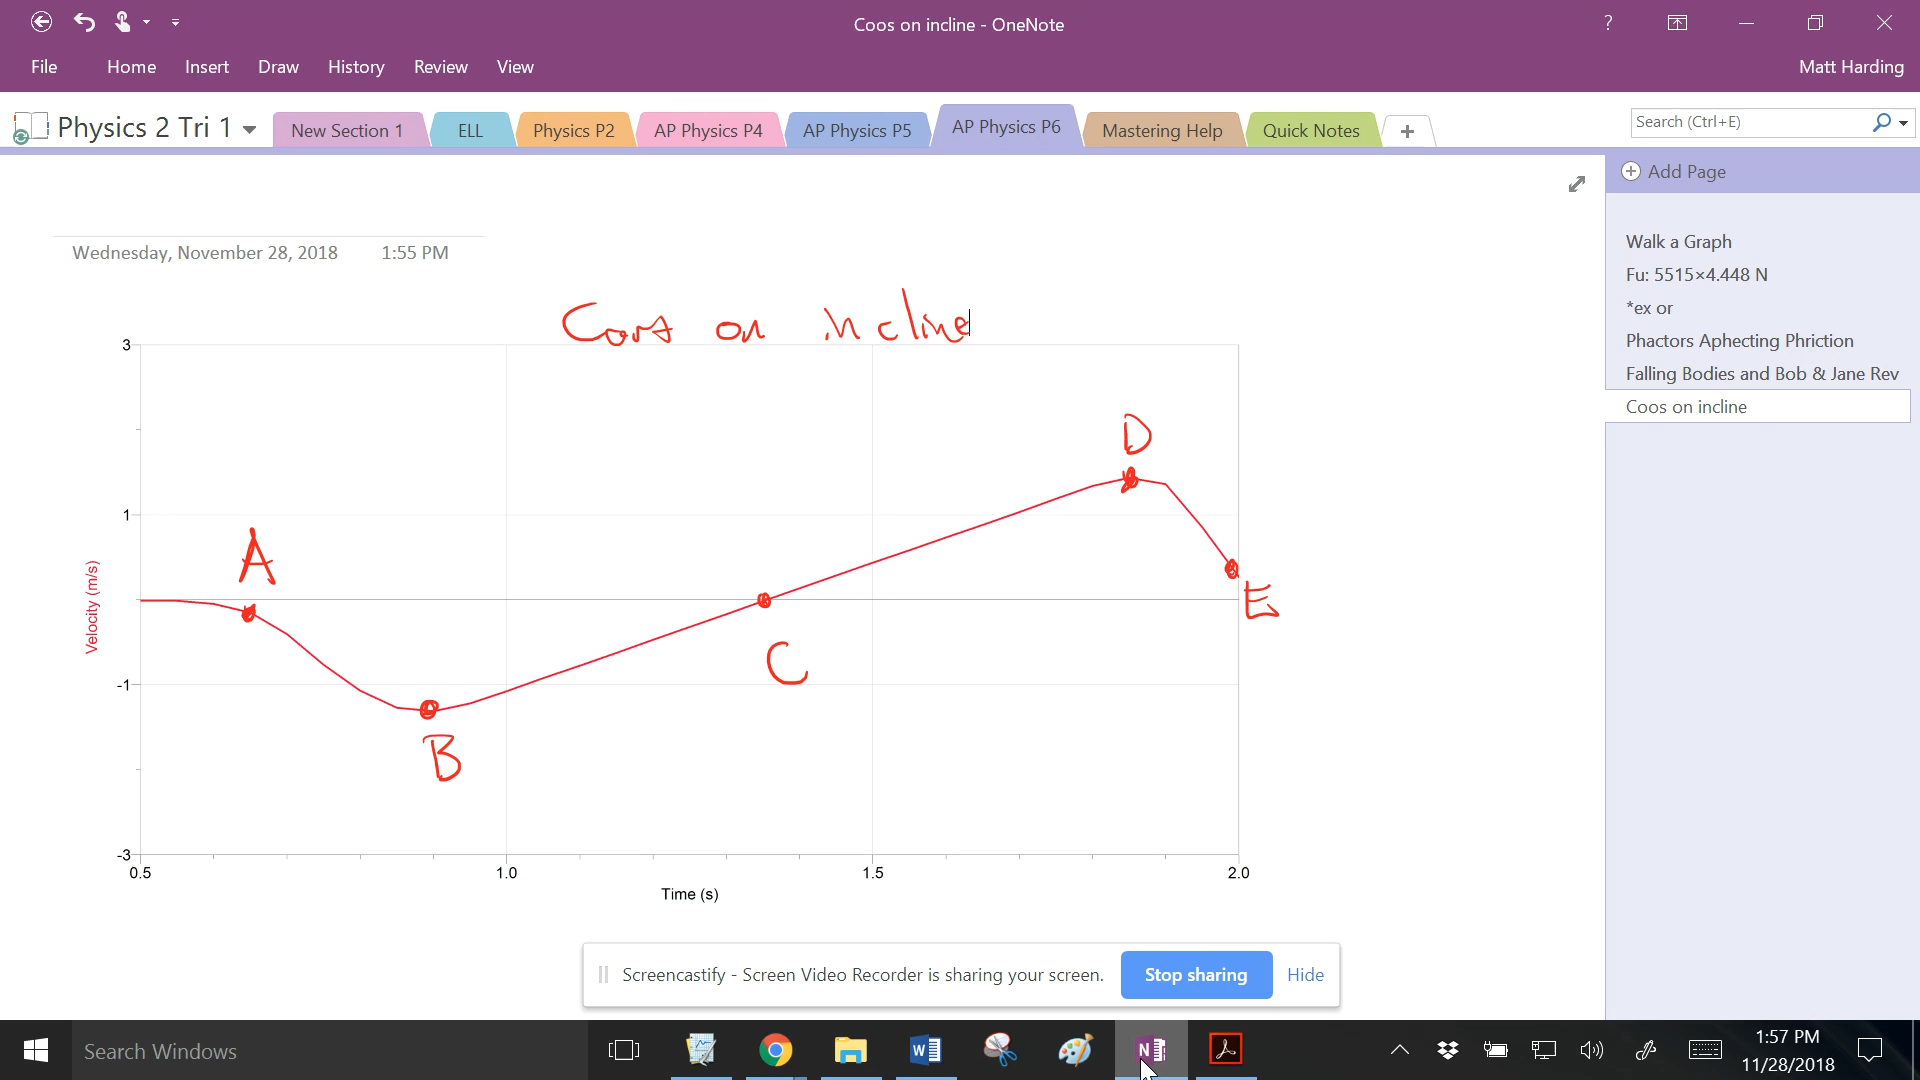 Coos on incline - OneNote
?
File Home Insert Draw History Review View
Matt Harding
Physics 2 Tri 1
New Section 1
ELL
Physics P2
AP Physics P4
AP Physics P5
AP Physics P6
Mastering Help
Quick Notes
+
Search (Ctrl+E)
Add Page
Walk a Graph
Fu: 5515×4.448 N
*ex or
Phactors Aphecting Phriction
Falling Bodies and Bob & Jane Rev
Coos on incline
Wednesday, November 28, 2018 1:55 PM
on incline
3
1
-1
-3
Velocity (m/s)
A
B
C
D
E
0.5 1.0 1.5 2.0
Time (s)
Screencastify - Screen Video Recorder is sharing your screen.
Stop sharing
Hide
Search Windows
1:57 PM
11/28/2018